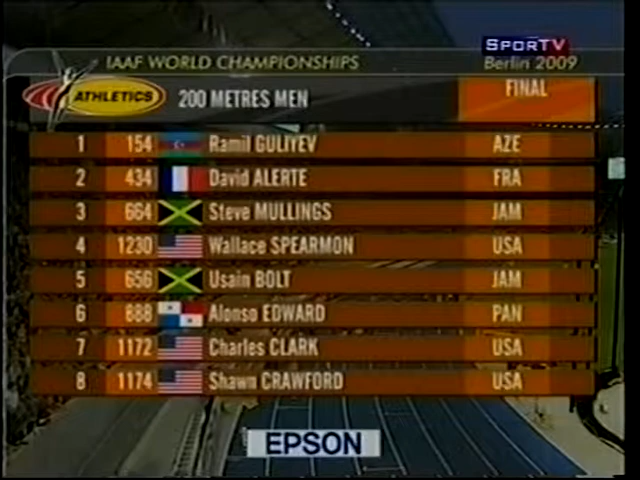 SPORTV
IAAF WORLD CHAMPIONSHIPS Berlin 2009
ATHLETICS 200 METRES MEN FINAL
1 154 Ramil GULIYEV AZE
2 434 David ALERTE FRA
3 664 Steve MULLINGS JAM
4 1230 Wallace SPEARMON USA
5 656 Usain BOLT JAM
6 688 Alonso EDWARD PAN
7 1172 Charles CLARK USA
8 1174 Shawn CRAWFORD USA
EPSON